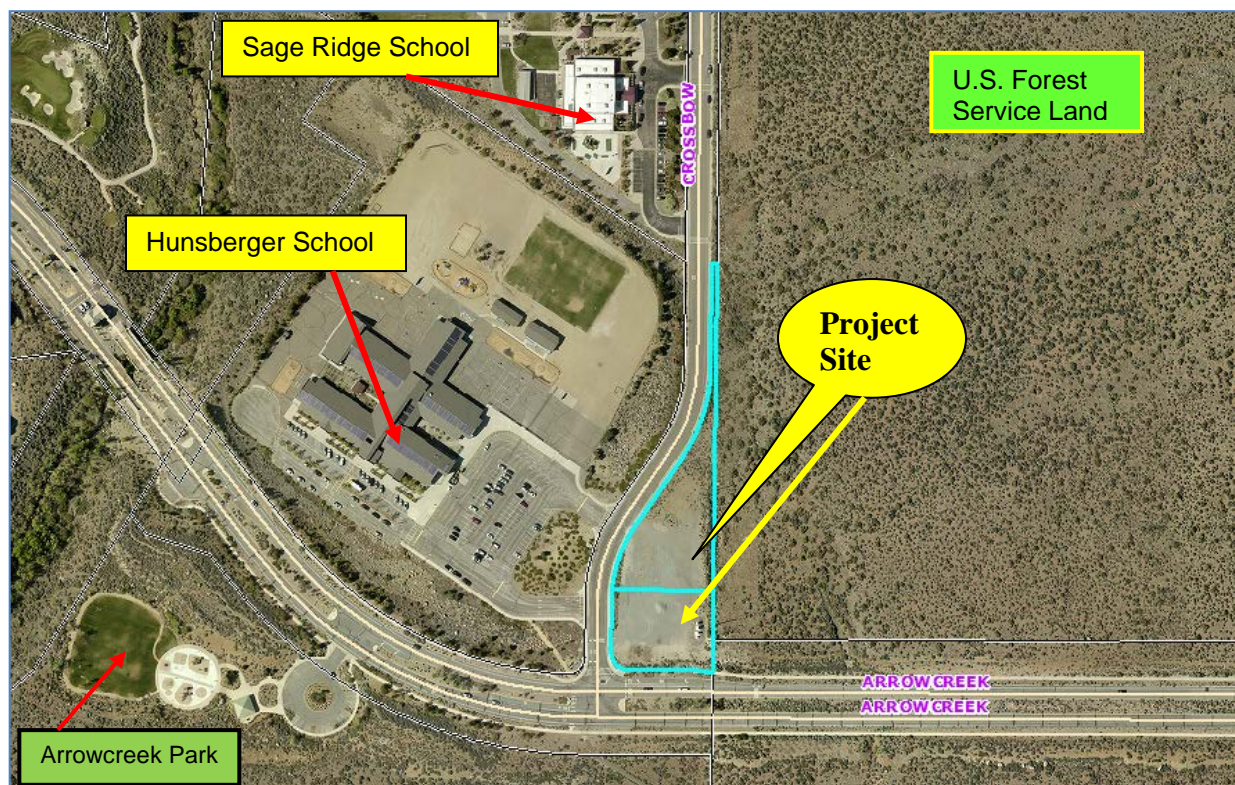 Sage Ridge School
U.S. Forest
Service Land
CROSSBOW
Hunsberger School
Project
Site
ARROWCREEK
ARROWCREEK
Arrowcreek Park